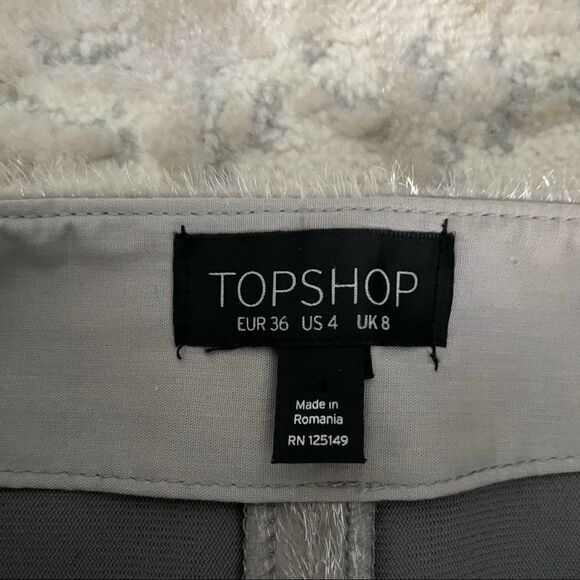 TOPSHOP
EUR 36 US 4 UK 8
Made in
Romania
RN 125149